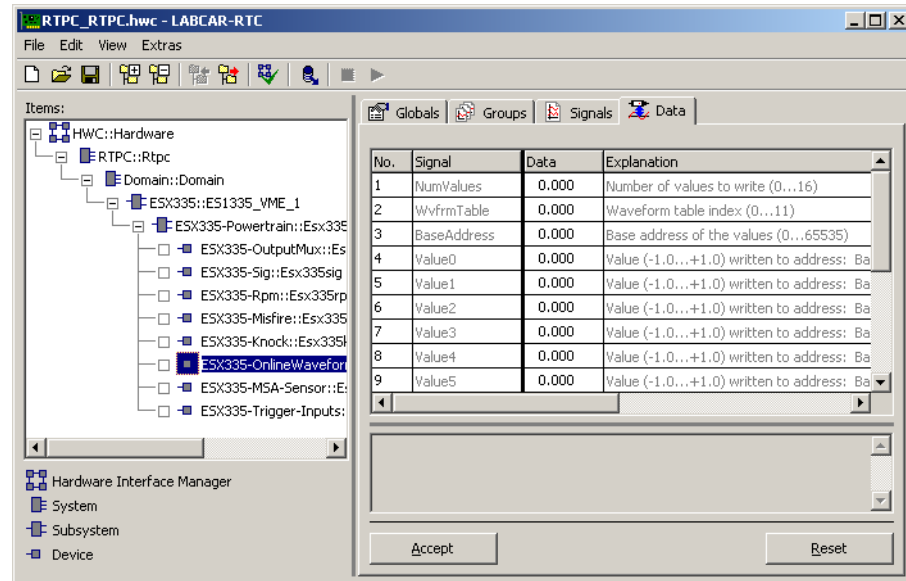 RTPC_RTPC.hwc - LABCAR-RTC
File Edit View Extras
Items:
HWC::Hardware
RTPC::Rtpc
Domain::Domain
ESX335::ES1335_VME_1
ESX335-Powertrain::Esx335
ESX335-OutputMux::Es
ESX335-Sig::Esx335sig
ESX335-Rpm::Esx335rp
ESX335-Misfire::Esx335
ESX335-Knock::Esx335k
ESX335-OnlineWavefor
ESX335-MSA-Sensor::Es
ESX335-Trigger-Inputs:
Hardware Interface Manager
System
Subsystem
Device
Globals Groups Signals Data
No. Signal Data Explanation
1 NumValues 0.000 Number of values to write (0...16)
2 WvfrmTable 0.000 Waveform table index (0...11)
3 BaseAddress 0.000 Base address of the values (0...65535)
4 Value0 0.000 Value (-1.0...+1.0) written to address: Ba
5 Value1 0.000 Value (-1.0...+1.0) written to address: Ba
6 Value2 0.000 Value (-1.0...+1.0) written to address: Ba
7 Value3 0.000 Value (-1.0...+1.0) written to address: Ba
8 Value4 0.000 Value (-1.0...+1.0) written to address: Ba
9 Value5 0.000 Value (-1.0...+1.0) written to address: Ba
Accept Reset